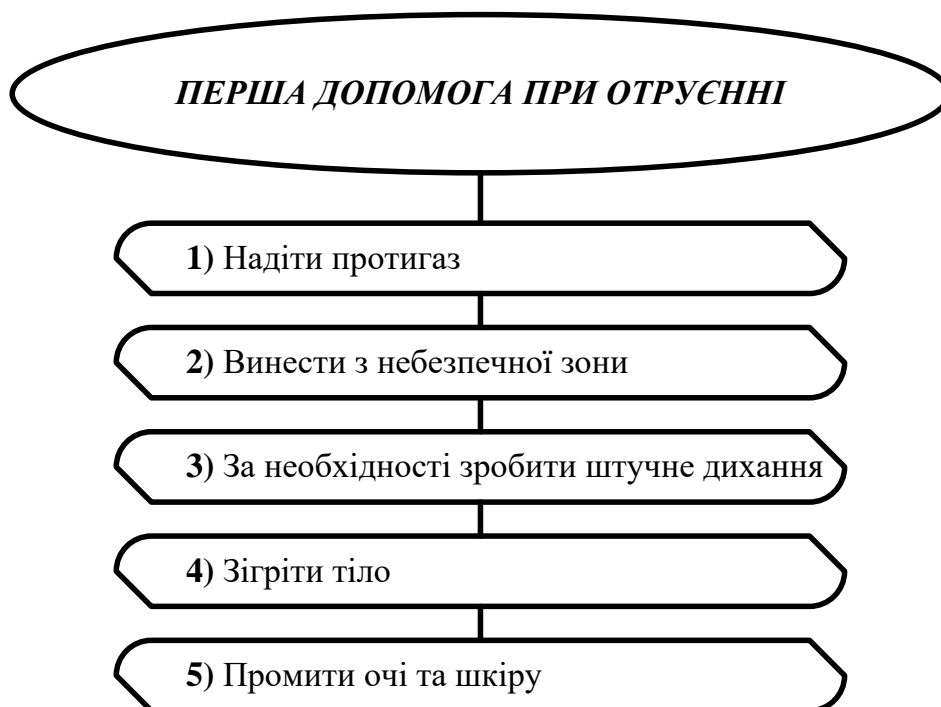 ПЕРША ДОПОМОГА ПРИ ОТРУЄННІ
1) Надіти протигаз
2) Винести з небезпечної зони
3) За необхідності зробити штучне дихання
4) Зігріти тіло
5) Промити очі та шкіру